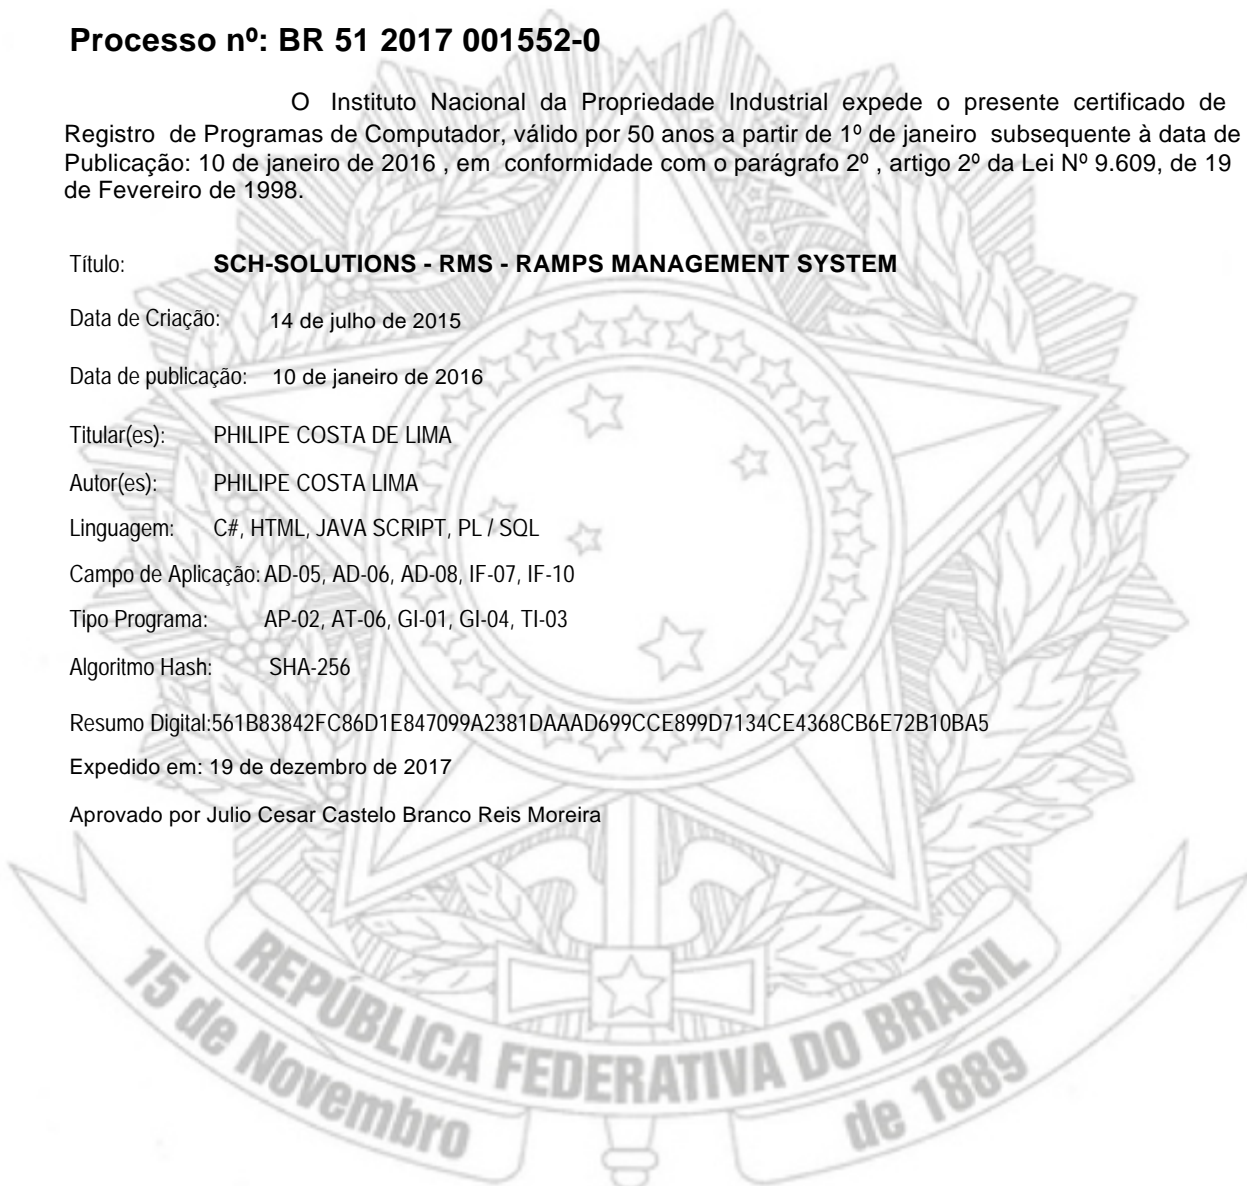 Processo nº: BR 51 2017 001552-0
O Instituto Nacional da Propriedade Industrial expede o presente certificado de
Registro de Programas de Computador, válido por 50 anos a partir de 1º de janeiro subsequente à data de
Publicação: 10 de janeiro de 2016 , em conformidade com o parágrafo 2º , artigo 2º da Lei Nº 9.609, de 19
de Fevereiro de 1998.
Título: SCH-SOLUTIONS - RMS - RAMPS MANAGEMENT SYSTEM
Data de Criação: 14 de julho de 2015
Data de publicação: 10 de janeiro de 2016
Titular(es): PHILIPE COSTA DE LIMA
Autor(es): PHILIPE COSTA LIMA
Linguagem: C#, HTML, JAVA SCRIPT, PL / SQL
Campo de Aplicação: AD-05, AD-06, AD-08, IF-07, IF-10
Tipo Programa: AP-02, AT-06, GI-01, GI-04, TI-03
Algoritmo Hash: SHA-256
Resumo Digital:561B83842FC86D1E847099A2381DAAAD699CCE899D7134CE4368CB6E72B10BA5
Expedido em: 19 de dezembro de 2017
Aprovado por Julio Cesar Castelo Branco Reis Moreira
REPÚBLICA FEDERATIVA DO BRASIL
15 de Novembro de 1889